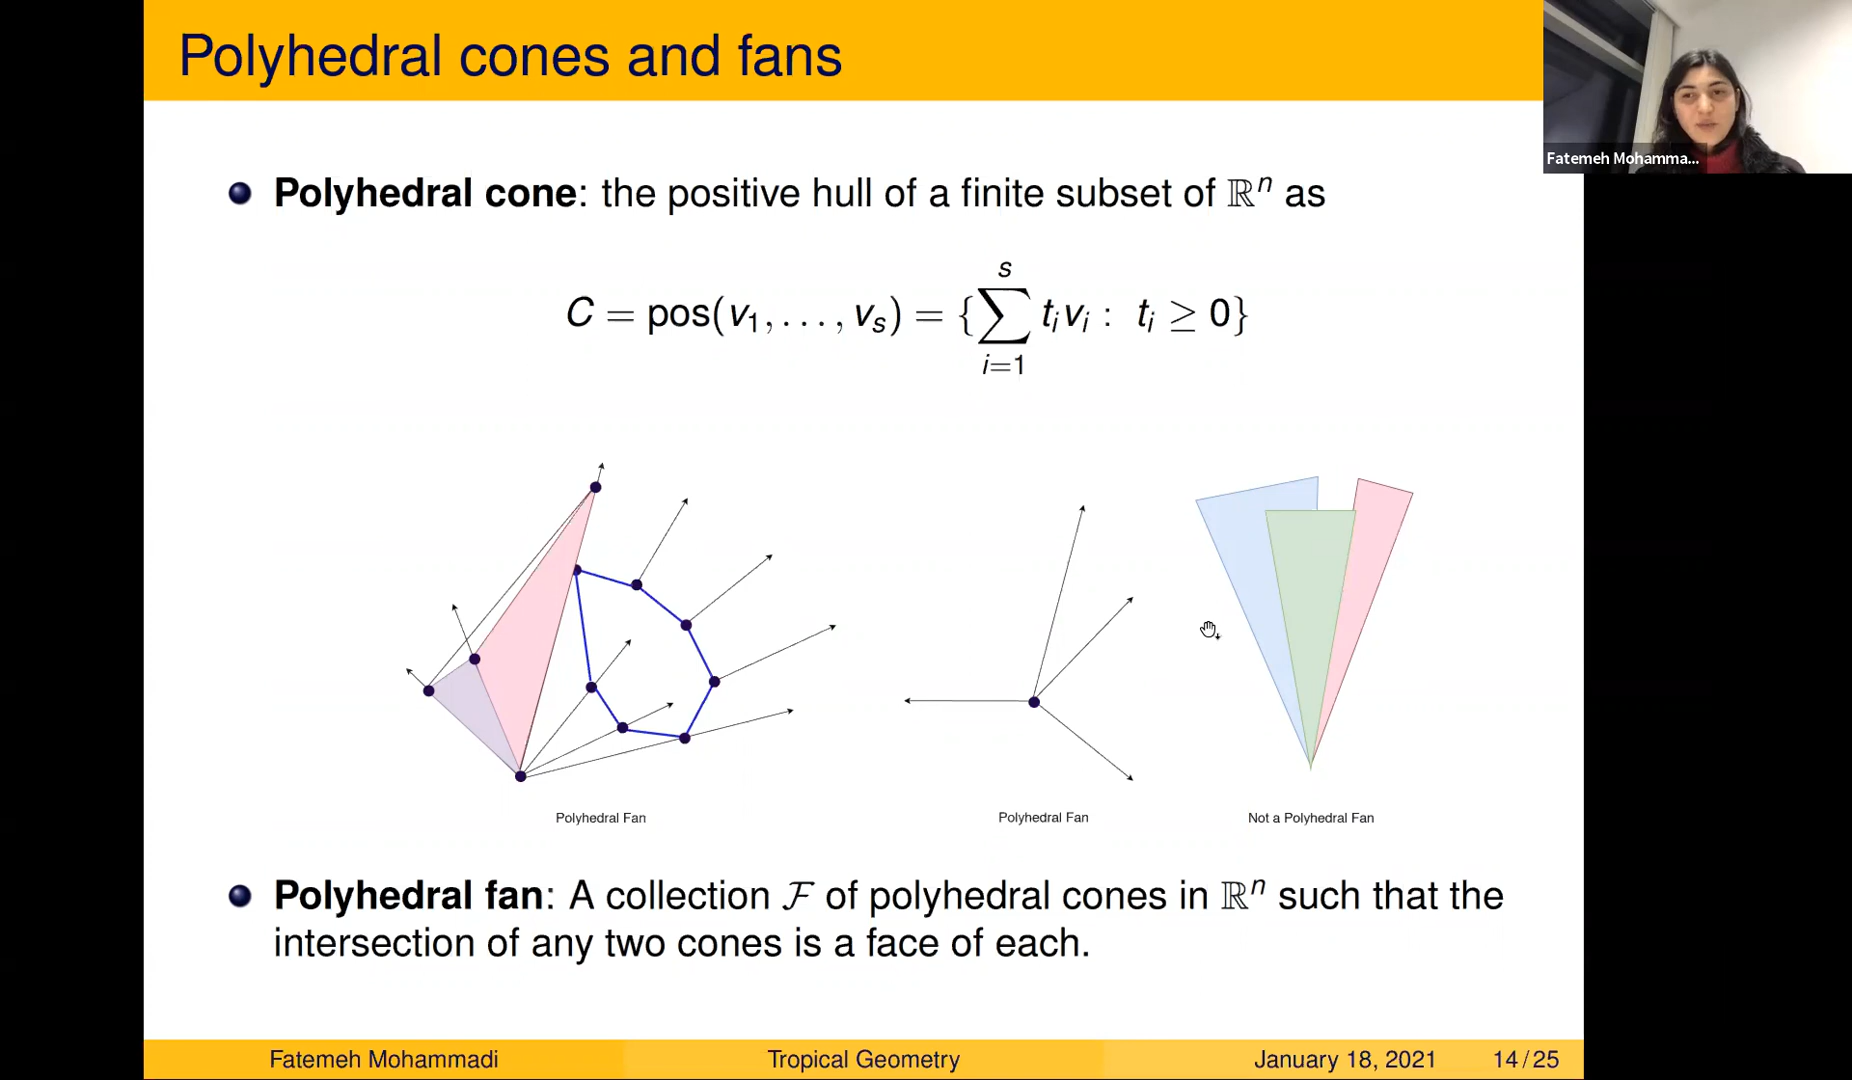 Polyhedral cones and fans
Fatemeh Mohamma...
Polyhedral cone: the positive hull of a finite subset of ℝⁿ as
C = pos(v₁, . . . , vₛ) = {∑ᵢ₌₁ˢ tᵢvᵢ : tᵢ ≥ 0}
Polyhedral Fan
Polyhedral Fan
Not a Polyhedral Fan
Polyhedral fan: A collection ℱ of polyhedral cones in ℝⁿ such that the
intersection of any two cones is a face of each.
Fatemeh Mohammadi
Tropical Geometry
January 18, 2021
14/25